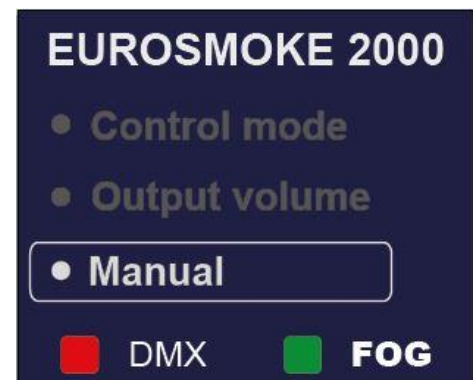 EUROSMOKE 2000
• Control mode
• Output volume
• Manual
DMX FOG